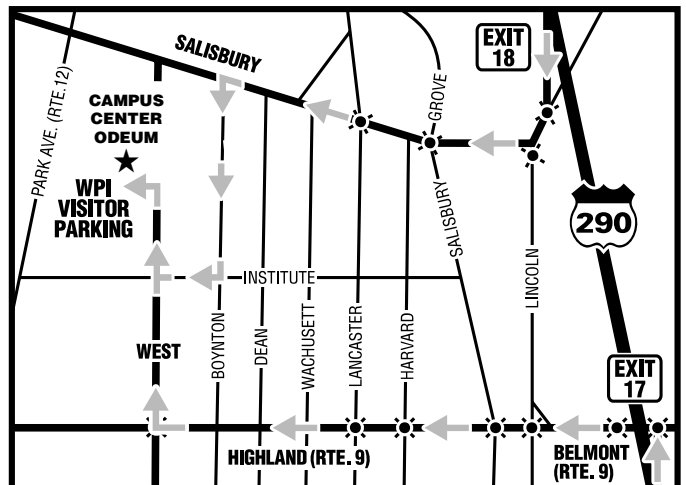 SALISBURY
EXIT
18
PARK AVE. (RTE.12)
CAMPUS
CENTER
ODEUM
WPI
VISITOR
PARKING
GROVE
SALISBURY
290
INSTITUTE
LINCOLN
WEST
BOYNTON
DEAN
WACHUSETT
LANCASTER
HARVARD
EXIT
17
HIGHLAND (RTE. 9)
BELMONT
(RTE. 9)